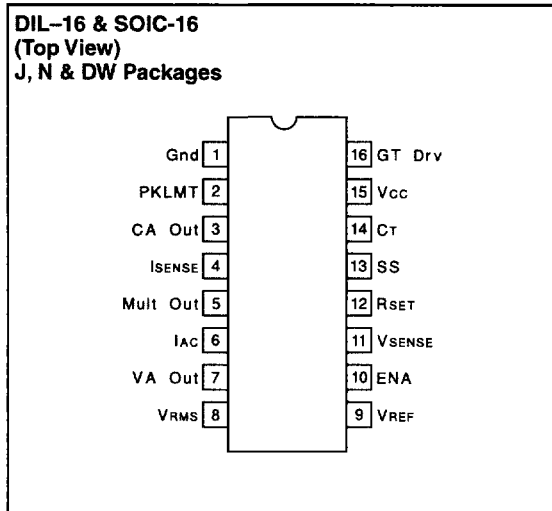 DIL–16 & SOIC-16
(Top View)
J, N & DW Packages
Gnd 1 16 GT Drv
PKLMT 2 15 VCC
CA Out 3 14 CT
ISENSE 4 13 SS
Mult Out 5 12 RSET
IAC 6 11 VSENSE
VA Out 7 10 ENA
VRMS 8 9 VREF